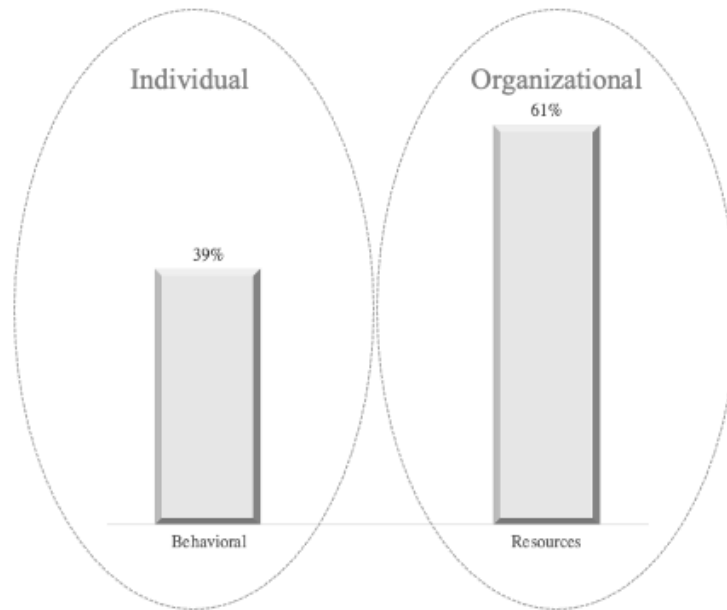 Individual
Organizational
61%
39%
Behavioral
Resources